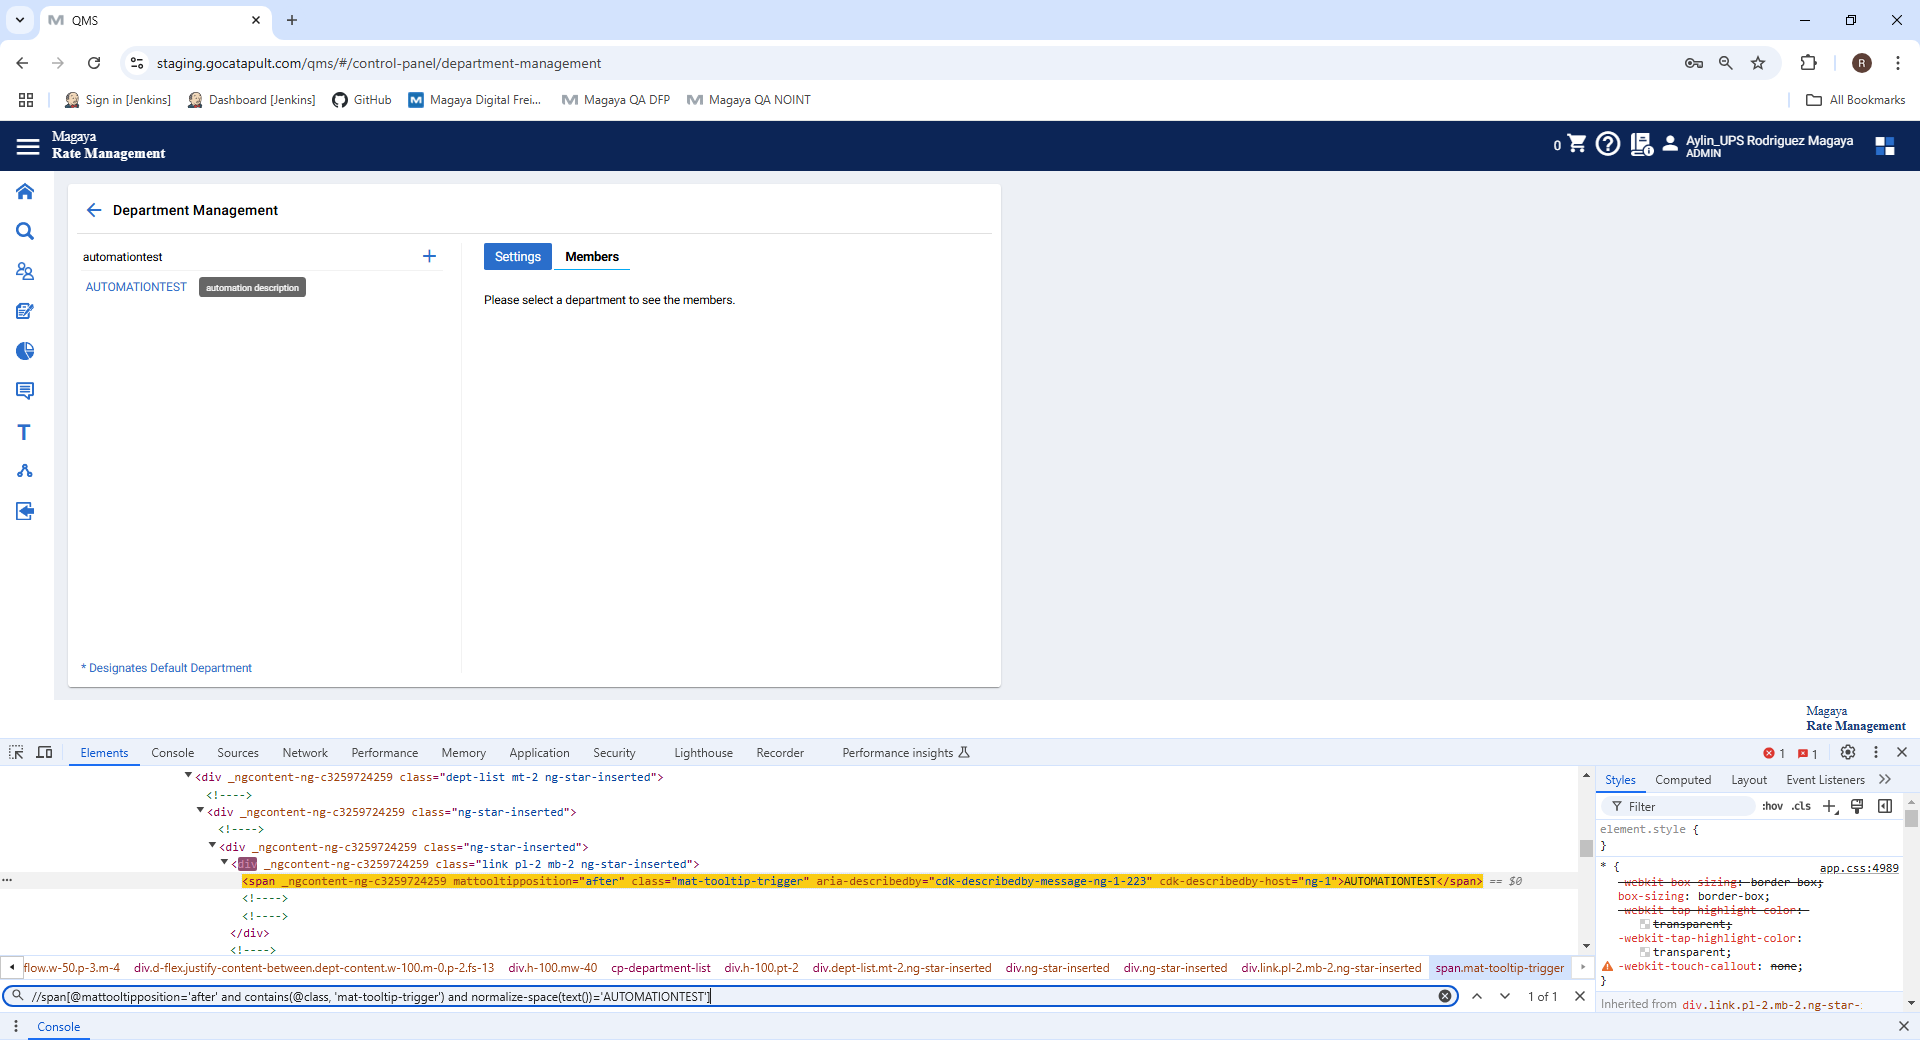 QMS
staging.gocatapult.com/qms/#/control-panel/department-management
R
Sign in [Jenkins]
Dashboard [Jenkins]
GitHub
Magaya Digital Frei...
Magaya QA DFP
Magaya QA NOINT
All Bookmarks
Magaya
Rate Management
0
Aylin_UPS Rodriguez Magaya
ADMIN
Department Management
automationtest
Settings
Members
AUTOMATIONTEST
automation description
Please select a department to see the members.
* Designates Default Department
Magaya
Rate Management
Elements
Console
Sources
Network
Performance
Memory
Application
Security
Lighthouse
Recorder
Performance insights
1
1
<div _ngcontent-ng-c3259724259 class="dept-list mt-2 ng-star-inserted">
<!---->
<div _ngcontent-ng-c3259724259 class="ng-star-inserted">
<!---->
<div _ngcontent-ng-c3259724259 class="ng-star-inserted">
<div _ngcontent-ng-c3259724259 class="link pl-2 mb-2 ng-star-inserted">
<span _ngcontent-ng-c3259724259 mattooltipposition="after" class="mat-tooltip-trigger" aria-describedby="cdk-describedby-message-ng-1-223" cdk-describedby-host="ng-1">AUTOMATIONTEST</span> == $0
<!---->
<!---->
</div>
<!---->
flow.w-50.p-3.m-4
div.d-flex.justify-content-between.dept-content.w-100.m-0.p-2.fs-13
div.h-100.mw-40
cp-department-list
div.h-100.pt-2
div.dept-list.mt-2.ng-star-inserted
div.ng-star-inserted
div.ng-star-inserted
div.link.pl-2.mb-2.ng-star-inserted
span.mat-tooltip-trigger
//span[@mattooltipposition='after' and contains(@class, 'mat-tooltip-trigger') and normalize-space(text())='AUTOMATIONTEST']
1 of 1
Styles
Computed
Layout
Event Listeners
Filter
:hov
.cls
element.style {
}
* {
app.css:4989
-webkit-box-sizing: border-box;
box-sizing: border-box;
-webkit-tap-highlight-color:
transparent;
-webkit-tap-highlight-color:
transparent;
-webkit-touch-callout: none;
}
Inherited from div.link.pl-2.mb-2.ng-star-
Console